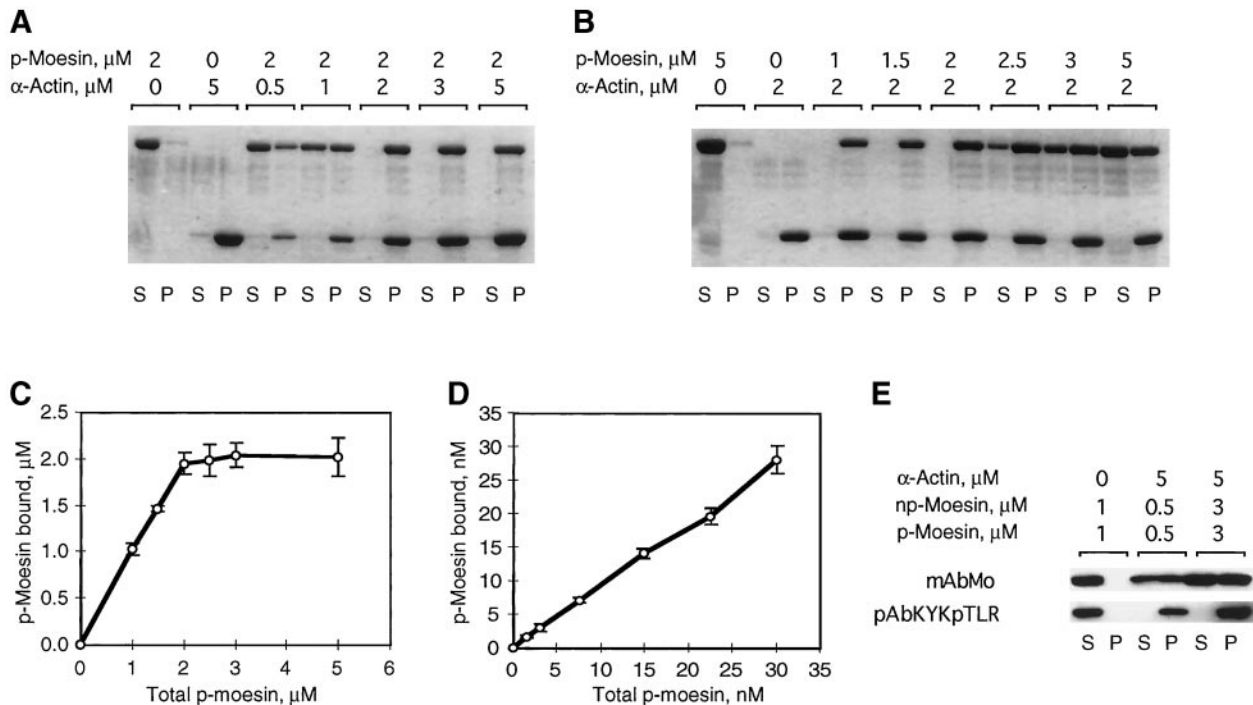 A
p-Moesin, μM 2 0 2 2 2 2 2
α-Actin, μM 0 5 0.5 1 2 3 5
S P S P S P S P S P S P S P
B
p-Moesin, μM 5 0 1 1.5 2 2.5 3 5
α-Actin, μM 0 2 2 2 2 2 2 2
S P S P S P S P S P S P S P S P
C
p-Moesin bound, μM
2.5
2.0
1.5
1.0
0.5
0.0
0 1 2 3 4 5 6
Total p-moesin, μM
D
p-Moesin bound, nM
35
30
25
20
15
10
5
0
0 5 10 15 20 25 30 35
Total p-moesin, nM
E
α-Actin, μM 0 5 5
np-Moesin, μM 1 0.5 3
p-Moesin, μM 1 0.5 3
mAbMo
pAbKYKpTLR
S P S P S P